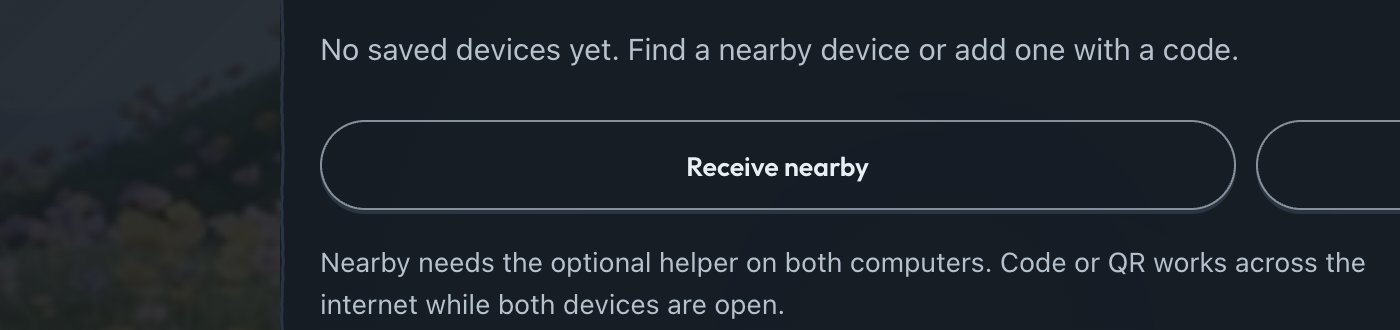 No saved devices yet. Find a nearby device or add one with a code.
Receive nearby
Nearby needs the optional helper on both computers. Code or QR works across the
internet while both devices are open.